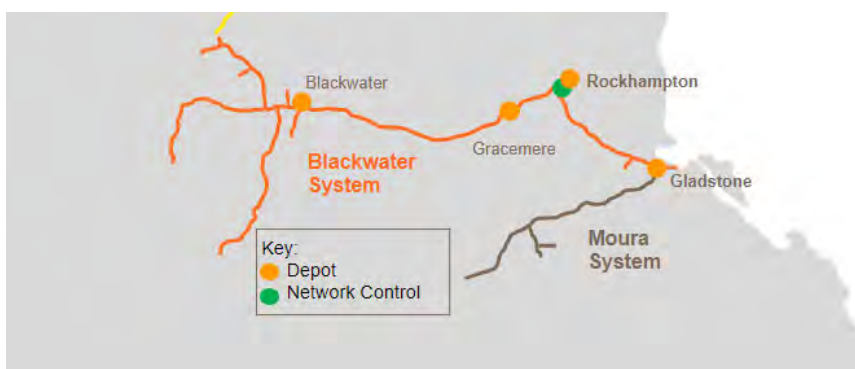 Blackwater
Rockhampton
Gracemere
Blackwater
System
Gladstone
Moura
System
Key:
Depot
Network Control